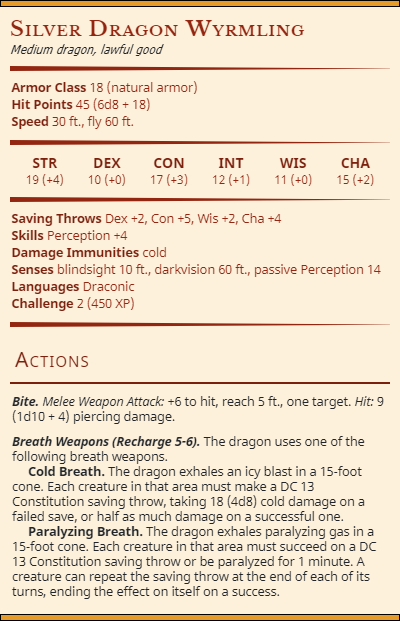 Silver Dragon Wyrmling
Medium dragon, lawful good
Armor Class 18 (natural armor)
Hit Points 45 (6d8 + 18)
Speed 30 ft., fly 60 ft.
STR DEX CON INT WIS CHA
19 (+4) 10 (+0) 17 (+3) 12 (+1) 11 (+0) 15 (+2)
Saving Throws Dex +2, Con +5, Wis +2, Cha +4
Skills Perception +4
Damage Immunities cold
Senses blindsight 10 ft., darkvision 60 ft., passive Perception 14
Languages Draconic
Challenge 2 (450 XP)
Actions
Bite. Melee Weapon Attack: +6 to hit, reach 5 ft., one target. Hit: 9
(1d10 + 4) piercing damage.
Breath Weapons (Recharge 5-6). The dragon uses one of the
following breath weapons.
Cold Breath. The dragon exhales an icy blast in a 15-foot
cone. Each creature in that area must make a DC 13
Constitution saving throw, taking 18 (4d8) cold damage on a
failed save, or half as much damage on a successful one.
Paralyzing Breath. The dragon exhales paralyzing gas in a
15-foot cone. Each creature in that area must succeed on a DC
13 Constitution saving throw or be paralyzed for 1 minute. A
creature can repeat the saving throw at the end of each of its
turns, ending the effect on itself on a success.